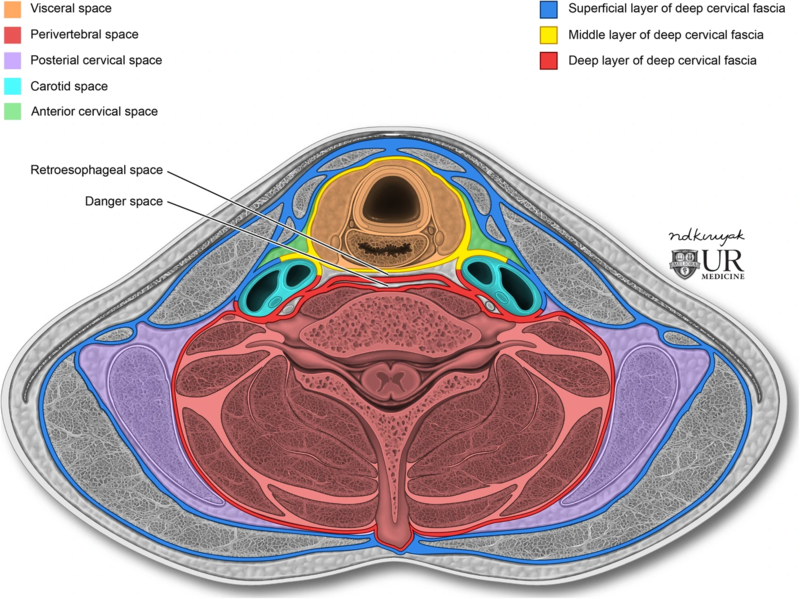 Visceral space
Perivertebral space
Posterial cervical space
Carotid space
Anterior cervical space
Superficial layer of deep cervical fascia
Middle layer of deep cervical fascia
Deep layer of deep cervical fascia
Retroesophageal space
Danger space
UR
MEDICINE